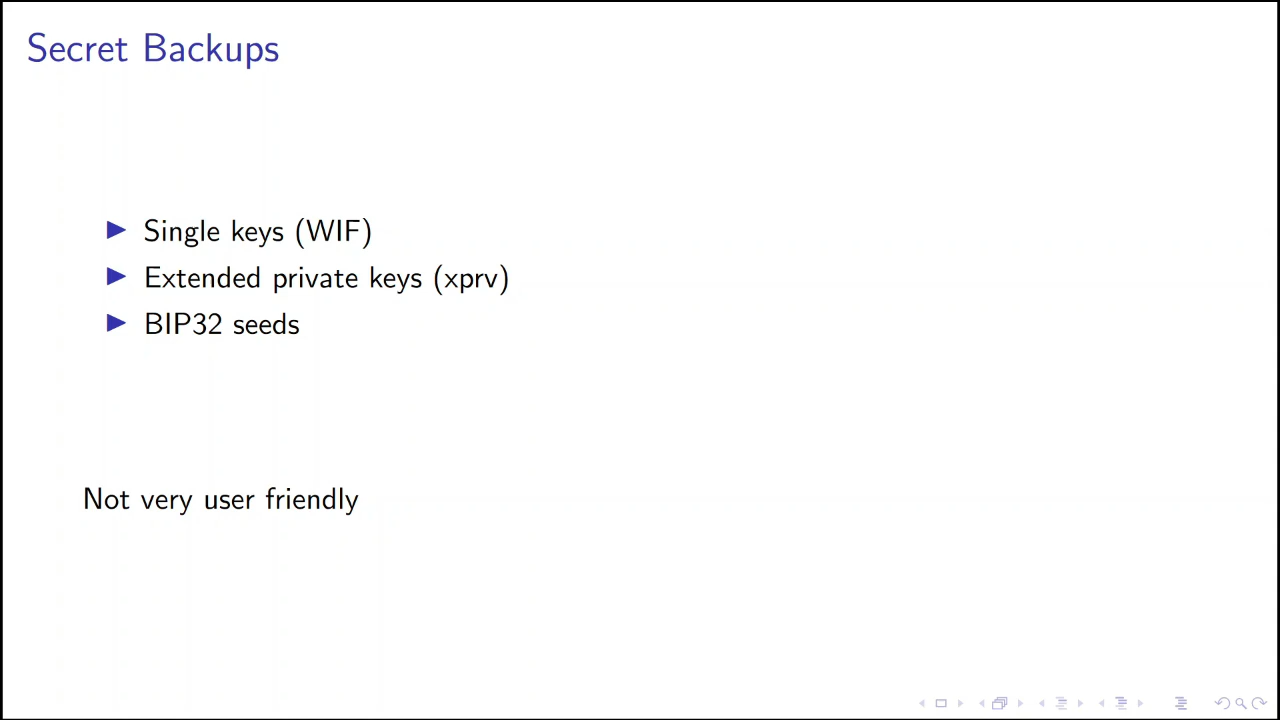 Secret Backups
Single keys (WIF)
Extended private keys (xprv)
BIP32 seeds
Not very user friendly